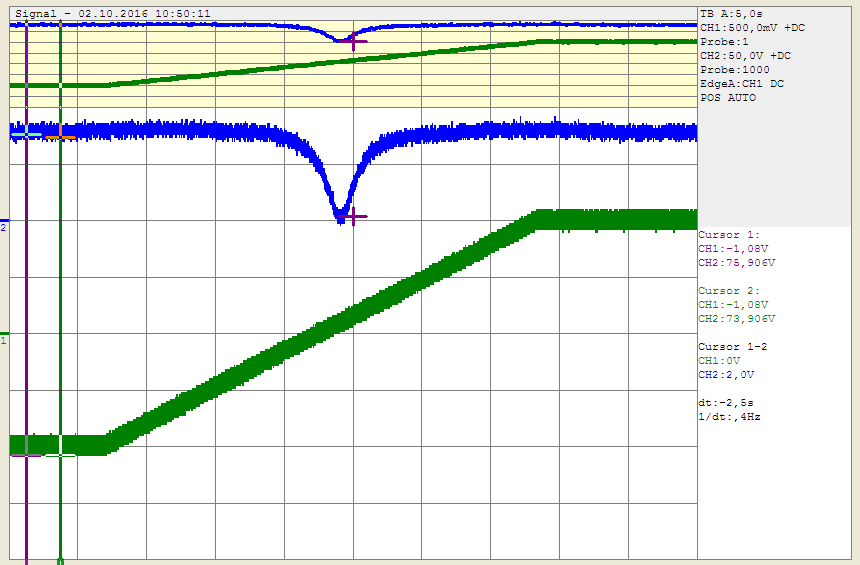 Signal - 02.10.2016 10:50:11
TB A:5,0s
CH1:500,0mV +DC
Probe:1
CH2:50,0V +DC
Probe:1000
EdgeA:CH1 DC
POS AUTO
2
1
Cursor 1:
CH1:-1,08V
CH2:75,906V
Cursor 2:
CH1:-1,08V
CH2:73,906V
Cursor 1-2
CH1:0V
CH2:2,0V
dt:-2,5s
1/dt:,4Hz